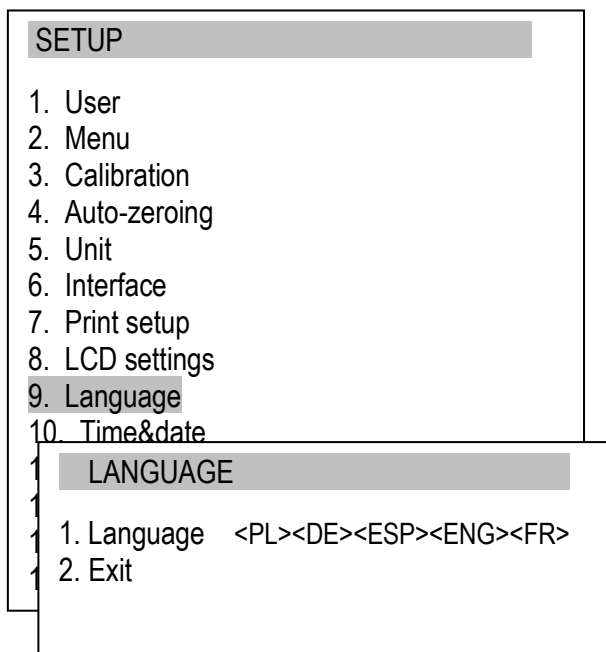 SETUP
1. User
2. Menu
3. Calibration
4. Auto-zeroing
5. Unit
6. Interface
7. Print setup
8. LCD settings
9. Language
10. Time&date
LANGUAGE
1. Language <PL><DE><ESP><ENG><FR>
2. Exit